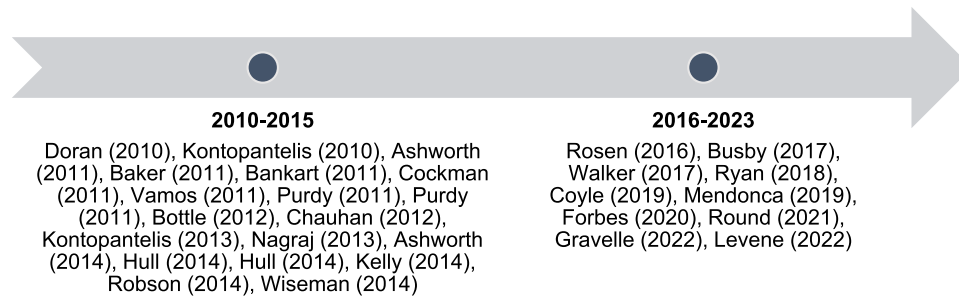 2010-2015
Doran (2010), Kontopantelis (2010), Ashworth
(2011), Baker (2011), Bankart (2011), Cockman
(2011), Vamos (2011), Purdy (2011), Purdy
(2011), Bottle (2012), Chauhan (2012),
Kontopantelis (2013), Nagraj (2013), Ashworth
(2014), Hull (2014), Hull (2014), Kelly (2014),
Robson (2014), Wiseman (2014)
2016-2023
Rosen (2016), Busby (2017),
Walker (2017), Ryan (2018),
Coyle (2019), Mendonca (2019),
Forbes (2020), Round (2021),
Gravelle (2022), Levene (2022)